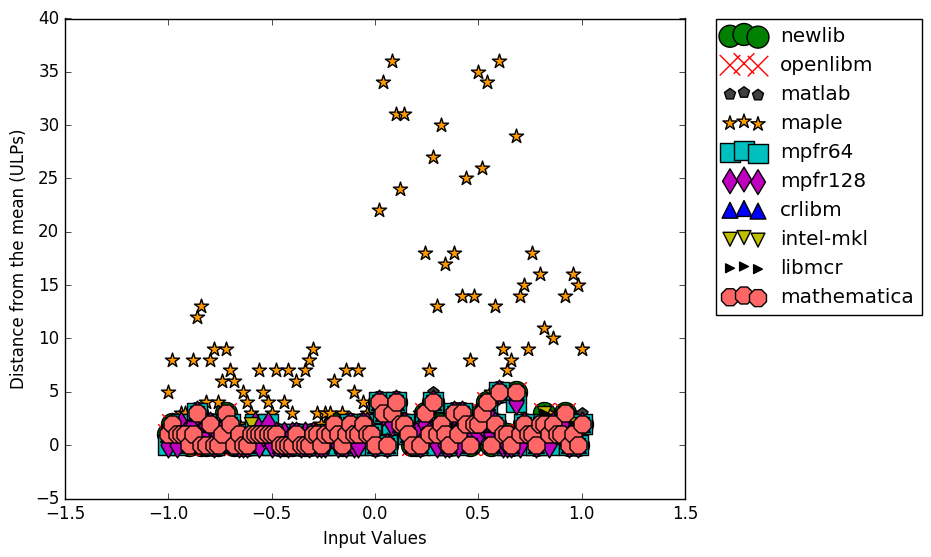 40
35
30
25
20
15
10
5
0
−5
−1.5 −1.0 −0.5 0.0 0.5 1.0 1.5
Distance from the mean (ULPs)
Input Values
newlib
openlibm
matlab
maple
mpfr64
mpfr128
crlibm
intel-mkl
libmcr
mathematica